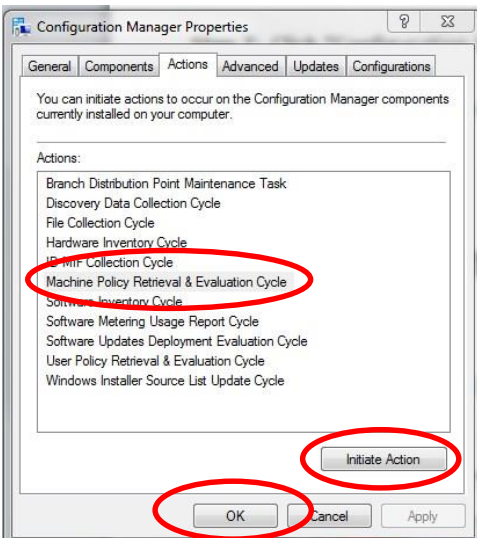 Configuration Manager Properties
General Components Actions Advanced Updates Configurations
You can initiate actions to occur on the Configuration Manager components
currently installed on your computer.
Actions:
Branch Distribution Point Maintenance Task
Discovery Data Collection Cycle
File Collection Cycle
Hardware Inventory Cycle
ID MIF Collection Cycle
Machine Policy Retrieval & Evaluation Cycle
Software Inventory Cycle
Software Metering Usage Report Cycle
Software Updates Deployment Evaluation Cycle
User Policy Retrieval & Evaluation Cycle
Windows Installer Source List Update Cycle
Initiate Action
OK Cancel Apply